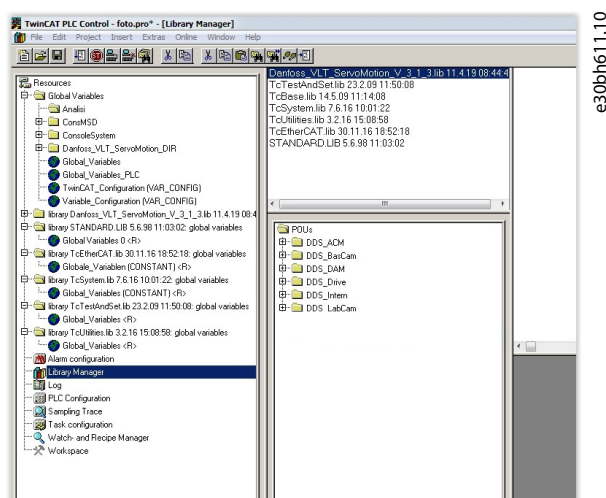 TwinCAT PLC Control - foto.pro* - [Library Manager]
File Edit Project Insert Extras Online Window Help
Resources
Global Variables
Analisi
ConsMSD
ConsoleSystem
Danfoss_VLT_ServoMotion_DIR
Global_Variables
Global_Variables_PLC
TwinCAT_Configuration (VAR_CONFIG)
Variable_Configuration (VAR_CONFIG)
library Danfoss_VLT_ServoMotion_V_3_1_3.lib 11.4.19 08:4
library STANDARD.LIB 5.6.98 11:03:02: global variables
Global Variables 0 <R>
library TcEtherCAT.lib 30.11.16 18:52:18: global variables
Globale_Variablen (CONSTANT) <R>
library TcSystem.lib 7.6.16 10:01:22: global variables
Global_Variables (CONSTANT) <R>
library TcTestAndSet.lib 23.2.09 11:50:08: global variables
Global_Variables <R>
library TcUtilities.lib 3.2.16 15:08:58: global variables
Global_Variables <R>
Alarm configuration
Library Manager
Log
PLC Configuration
Sampling Trace
Task configuration
Watch- and Recipe Manager
Workspace
Danfoss_VLT_ServoMotion_V_3_1_3.lib 11.4.19 08:44:4
TcTestAndSet.lib 23.2.09 11:50:08
TcBase.lib 14.5.09 11:14:08
TcSystem.lib 7.6.16 10:01:22
TcUtilities.lib 3.2.16 15:08:58
TcEtherCAT.lib 30.11.16 18:52:18
STANDARD.LIB 5.6.98 11:03:02
POUs
DDS_ACM
DDS_BasCam
DDS_DAM
DDS_Drive
DDS_Intern
DDS_LabCam
e30bh611.10